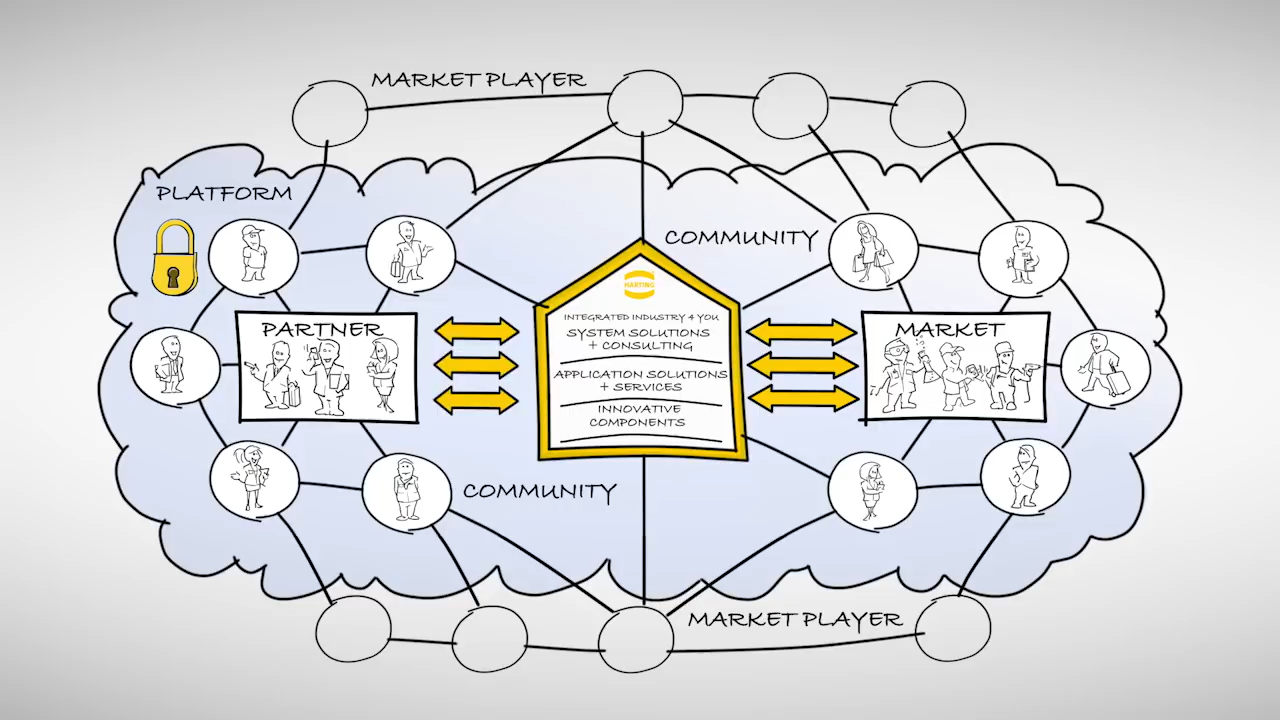 MARKET PLAYER
PLATFORM
COMMUNITY
HARTING
INTEGRATED INDUSTRY 4 YOU
SYSTEM SOLUTIONS
+ CONSULTING
APPLICATION SOLUTIONS
+ SERVICES
INNOVATIVE
COMPONENTS
PARTNER
MARKET
COMMUNITY
MARKET PLAYER